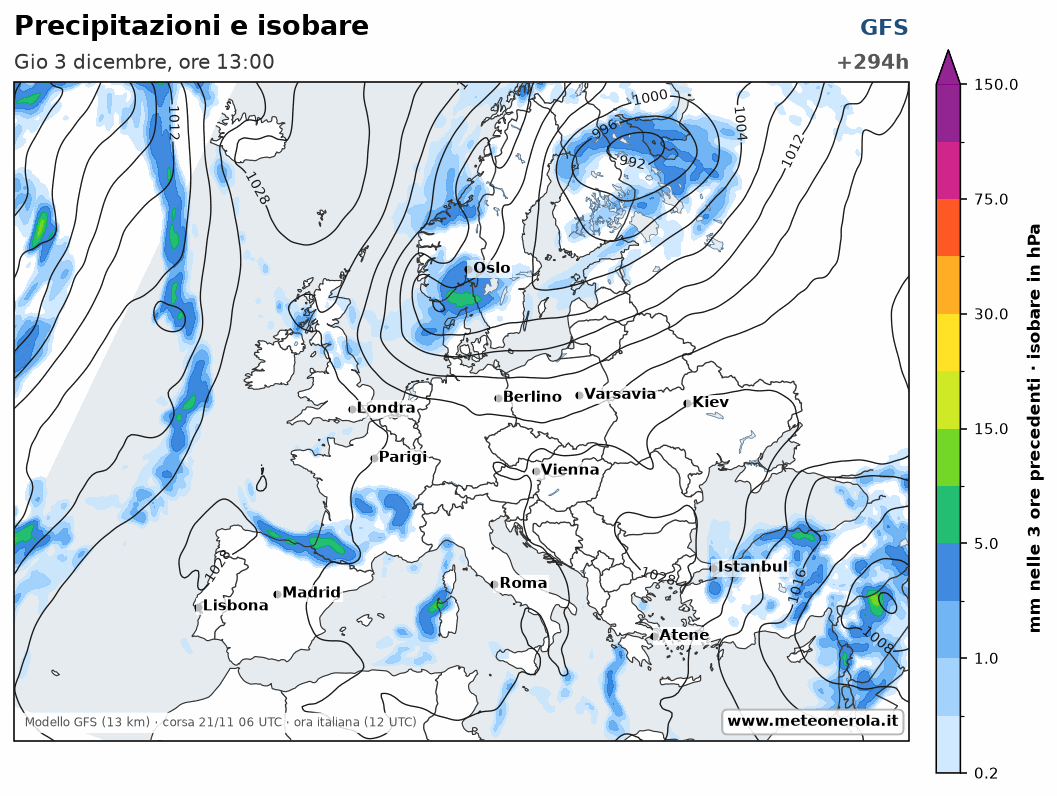 Precipitazioni e isobare
GFS
Gio 3 dicembre, ore 13:00
+294h
150.0
75.0
30.0
15.0
5.0
1.0
0.2
mm nelle 3 ore precedenti · isobare in hPa
1012
1028
1000
996
992
1004
1012
Oslo
Berlino
Varsavia
Kiev
Londra
Parigi
Vienna
1028
Istanbul
1028
1016
Roma
Madrid
Lisbona
Atene
1008
Modello GFS (13 km) · corsa 21/11 06 UTC · ora italiana (12 UTC)
www.meteonerola.it